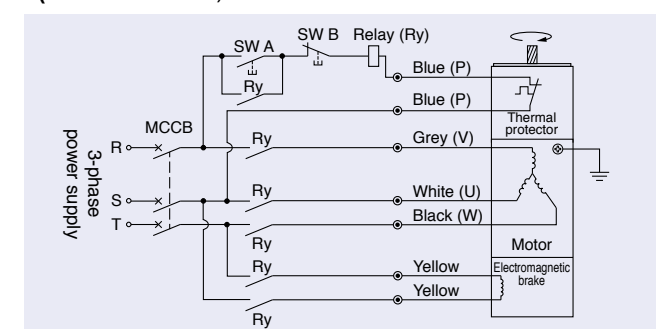 SW A
SW B
Relay (Ry)
Ry
Blue (P)
Blue (P)
Thermal
protector
MCCB
3-phase
power supply
R
S
T
Ry
Grey (V)
Ry
White (U)
Ry
Black (W)
Motor
Ry
Yellow
Electromagnetic
brake
Ry
Yellow